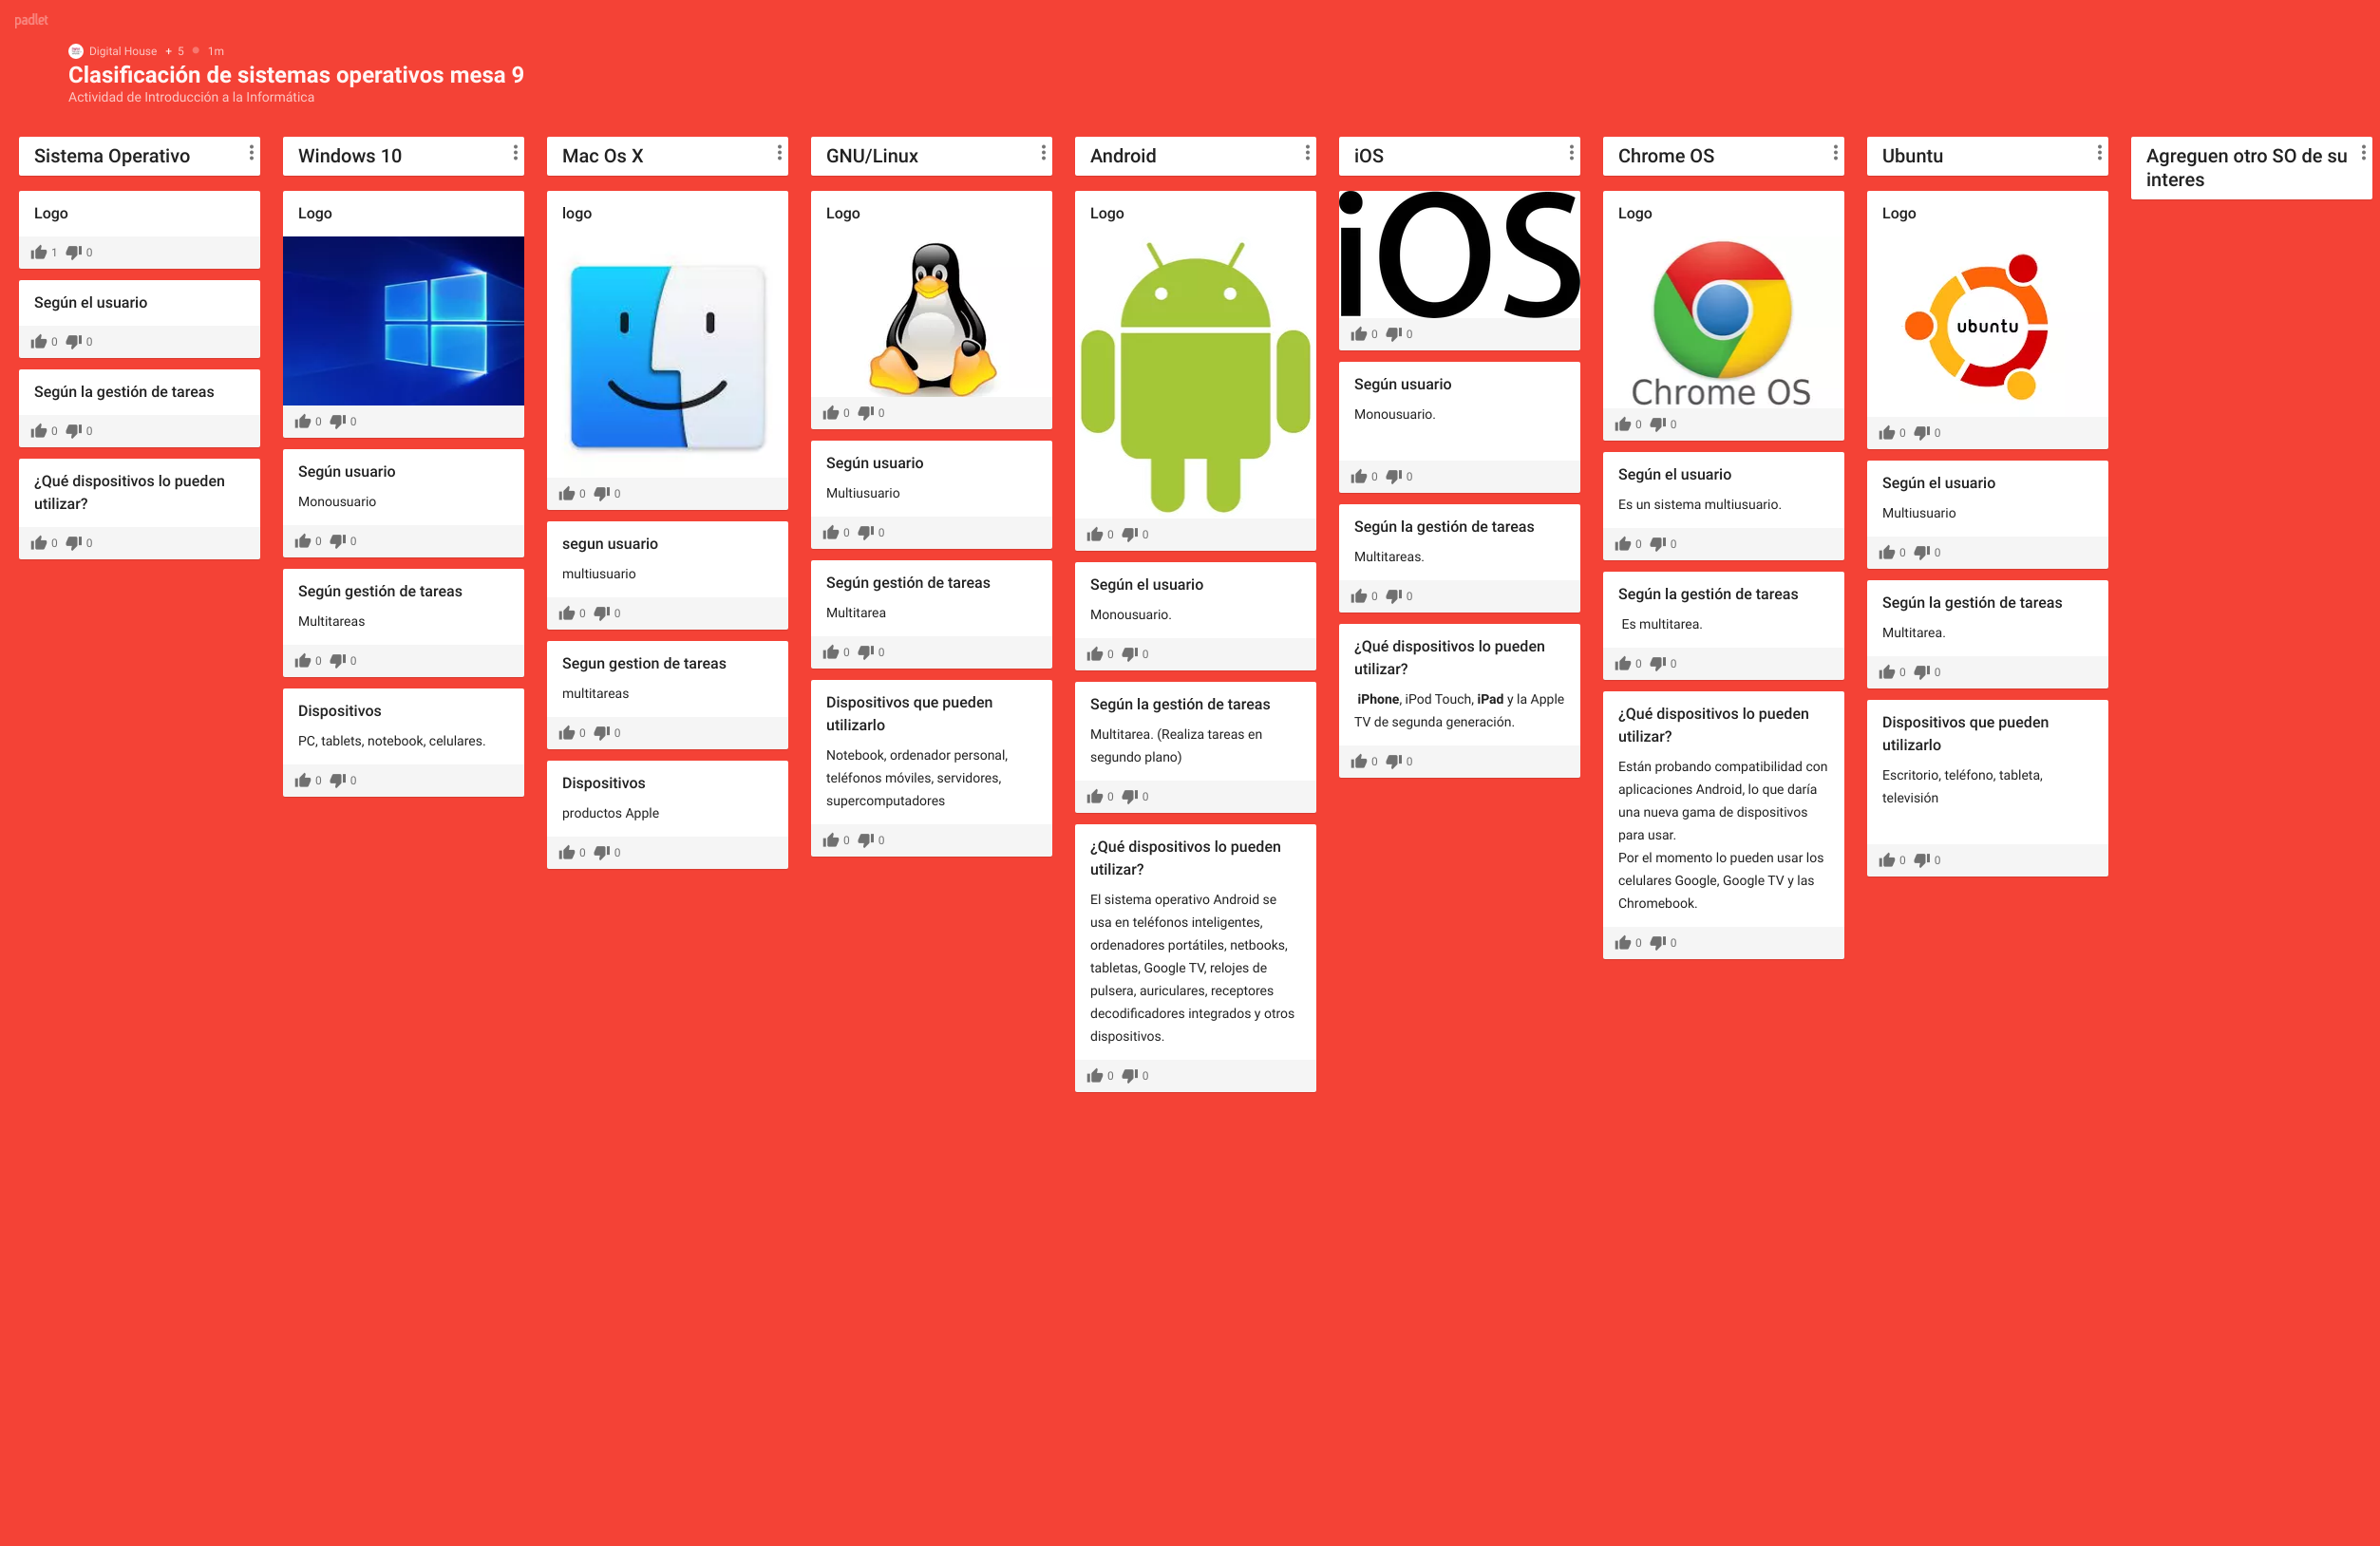 padlet
Digital House + 5 1m
Clasificación de sistemas operativos mesa 9
Actividad de Introducción a la Informática
Sistema Operativo
Logo
1 0
Según el usuario
0 0
Según la gestión de tareas
0 0
¿Qué dispositivos lo pueden
utilizar?
0 0
Windows 10
Logo
0 0
Según usuario
Monousuario
0 0
Según gestión de tareas
Multitareas
0 0
Dispositivos
PC, tablets, notebook, celulares.
0 0
Mac Os X
logo
0 0
segun usuario
multiusuario
0 0
Segun gestion de tareas
multitareas
0 0
Dispositivos
productos Apple
0 0
GNU/Linux
Logo
0 0
Según usuario
Multiusuario
0 0
Según gestión de tareas
Multitarea
0 0
Dispositivos que pueden
utilizarlo
Notebook, ordenador personal,
teléfonos móviles, servidores,
supercomputadores
0 0
Android
Logo
0 0
Según el usuario
Monousuario.
0 0
Según la gestión de tareas
Multitarea. (Realiza tareas en
segundo plano)
0 0
¿Qué dispositivos lo pueden
utilizar?
El sistema operativo Android se
usa en teléfonos inteligentes,
ordenadores portátiles, netbooks,
tabletas, Google TV, relojes de
pulsera, auriculares, receptores
decodificadores integrados y otros
dispositivos.
0 0
iOS
iOS
0 0
Según usuario
Monousuario.
0 0
Según la gestión de tareas
Multitareas.
0 0
¿Qué dispositivos lo pueden
utilizar?
iPhone, iPod Touch, iPad y la Apple
TV de segunda generación.
0 0
Chrome OS
Logo
Chrome OS
0 0
Según el usuario
Es un sistema multiusuario.
0 0
Según la gestión de tareas
Es multitarea.
0 0
¿Qué dispositivos lo pueden
utilizar?
Están probando compatibilidad con
aplicaciones Android, lo que daría
una nueva gama de dispositivos
para usar.
Por el momento lo pueden usar los
celulares Google, Google TV y las
Chromebook.
0 0
Ubuntu
Logo
ubuntu
0 0
Según el usuario
Multiusuario
0 0
Según la gestión de tareas
Multitarea.
0 0
Dispositivos que pueden
utilizarlo
Escritorio, teléfono, tableta,
televisión
0 0
Agreguen otro SO de su
interes